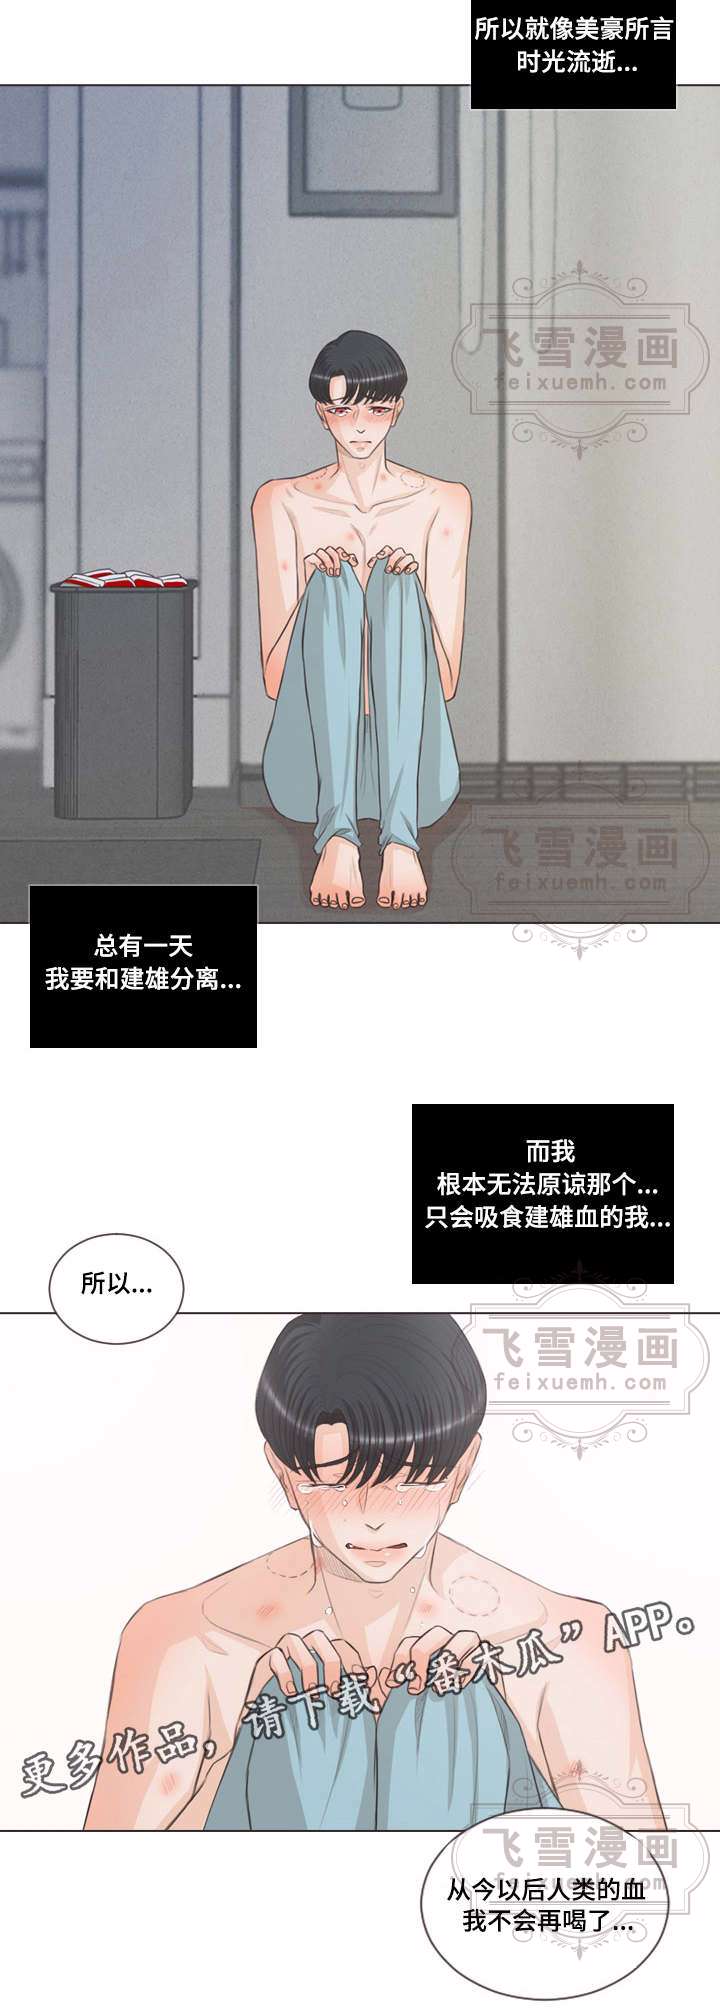 所以就像美豪所言
时光流逝...
飞雪漫画
feixuemh.com
飞雪漫画
feixuemh.com
总有一天
我要和建雄分离...
而我
根本无法原谅那个...
只会吸食建雄血的我...
所以...
飞雪漫画
feixuemh.com
更多作品，请下载“番木瓜”APP。
飞雪漫画
feixuemh.com
从今以后人类的血
我不会再喝了...